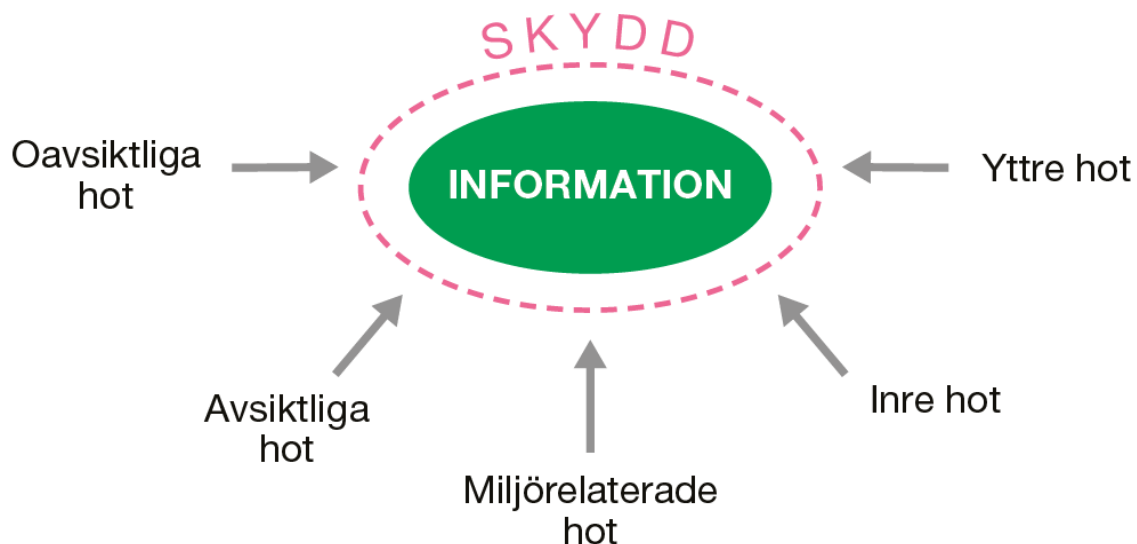 SKYDD
INFORMATION
Oavsiktliga
hot
Yttre hot
Avsiktliga
hot
Inre hot
Miljörelaterade
hot